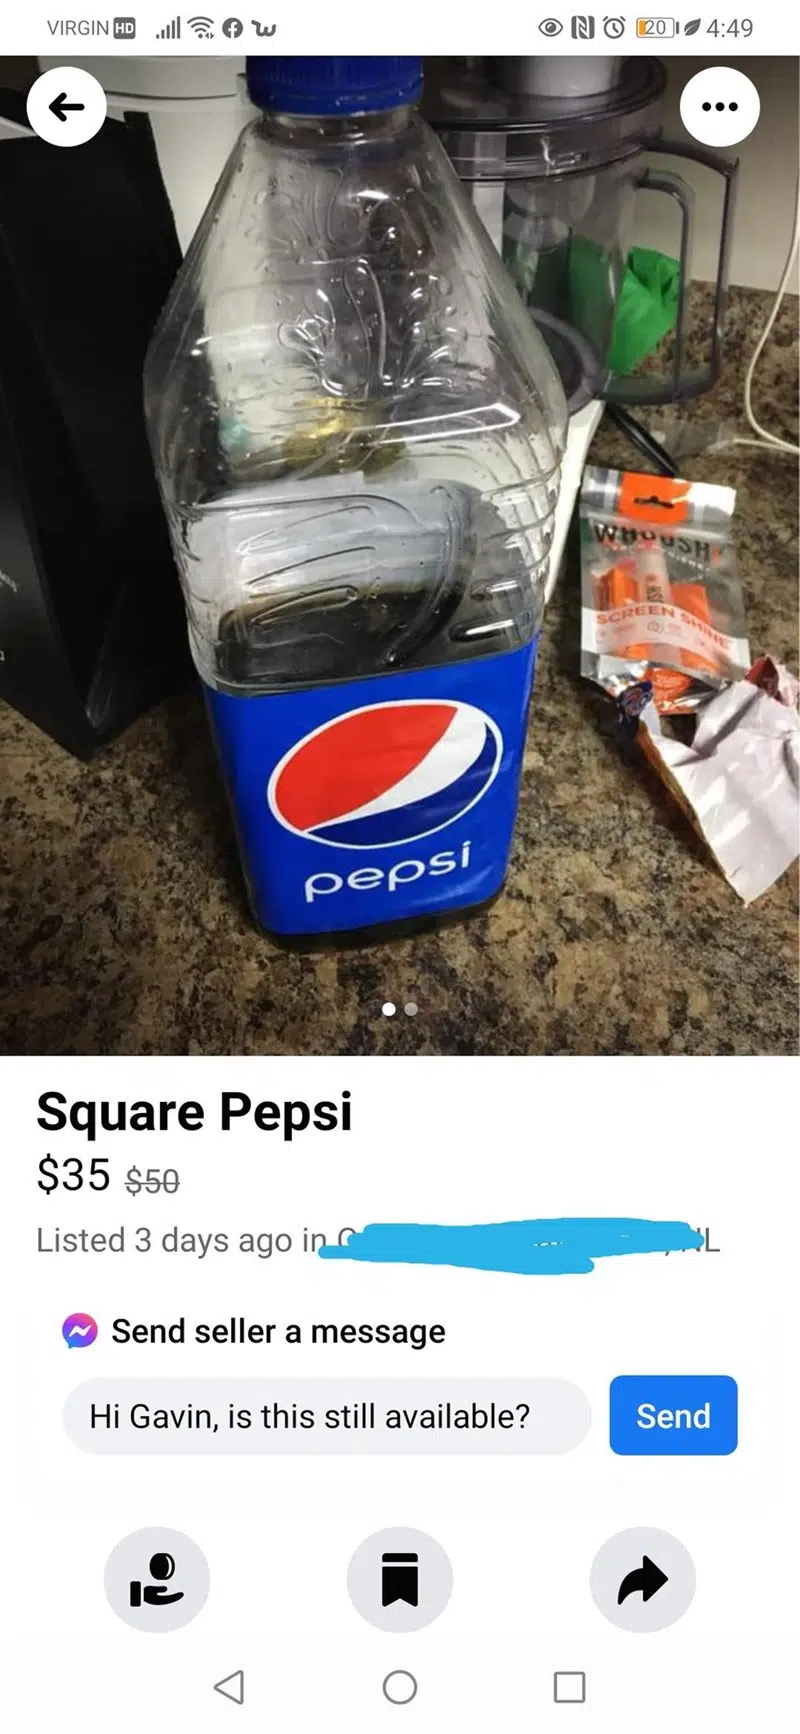 VIRGIN HD 20 4:49
WHOOSH!
SCREEN SHINE
pepsi
Square Pepsi
$35 $50
Listed 3 days ago in NL
Send seller a message
Hi Gavin, is this still available?
Send